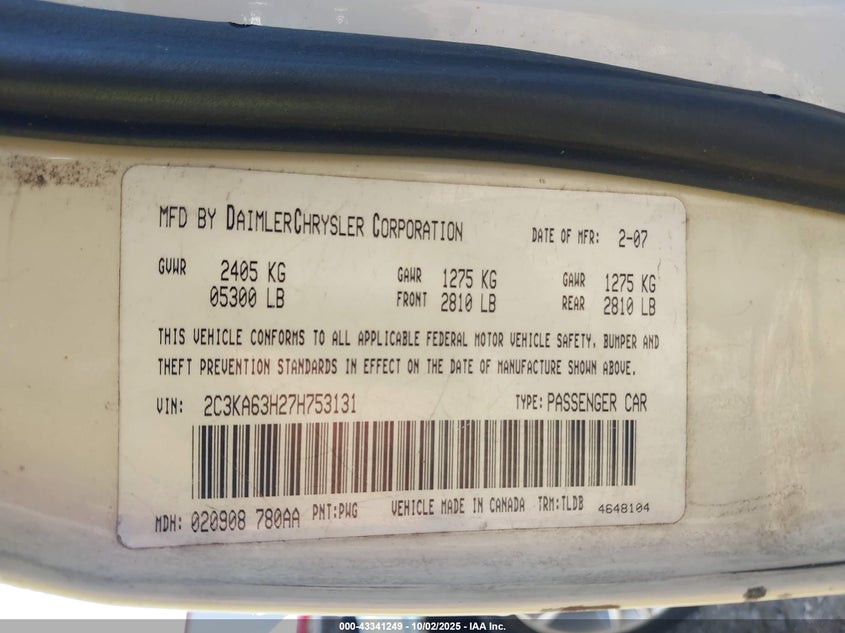 MFD BY DAIMLERCHRYSLER CORPORATION DATE OF MFR: 2-07
GVWR 2405 KG GAWR 1275 KG GAWR 1275 KG
05300 LB FRONT 2810 LB REAR 2810 LB
THIS VEHICLE CONFORMS TO ALL APPLICABLE FEDERAL MOTOR VEHICLE SAFETY, BUMPER AND
THEFT PREVENTION STANDARDS IN EFFECT ON THE DATE OF MANUFACTURE SHOWN ABOVE.
VIN: 2C3KA63H27H753131 TYPE: PASSENGER CAR
MDH: 020908 780AA PNT:PWG VEHICLE MADE IN CANADA TRM:TLDB 4648104
000-43341249 - 10/02/2025 - IAA Inc.